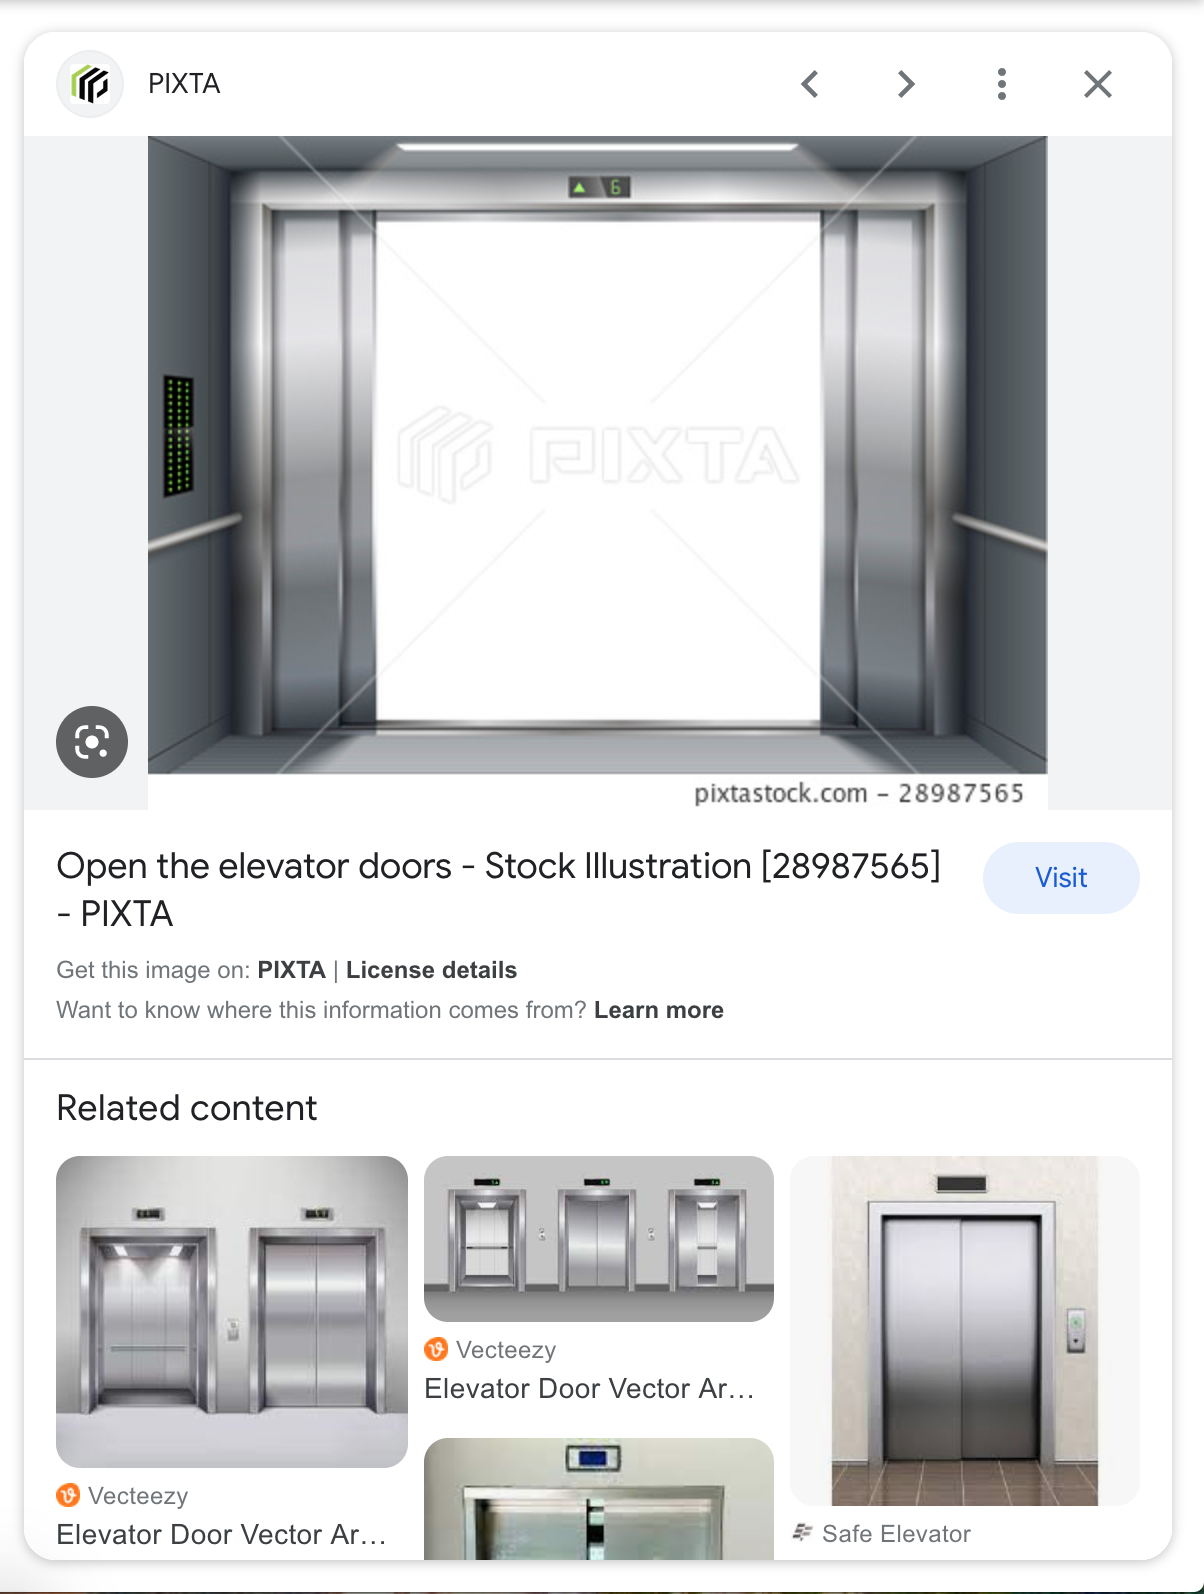 PIXTA
6
PIXTA
pixtastock.com – 28987565
Open the elevator doors - Stock Illustration [28987565]
- PIXTA
Visit
Get this image on: PIXTA | License details
Want to know where this information comes from? Learn more
Related content
Vecteezy
Elevator Door Vector Ar...
Vecteezy
Elevator Door Vector Ar...
Safe Elevator